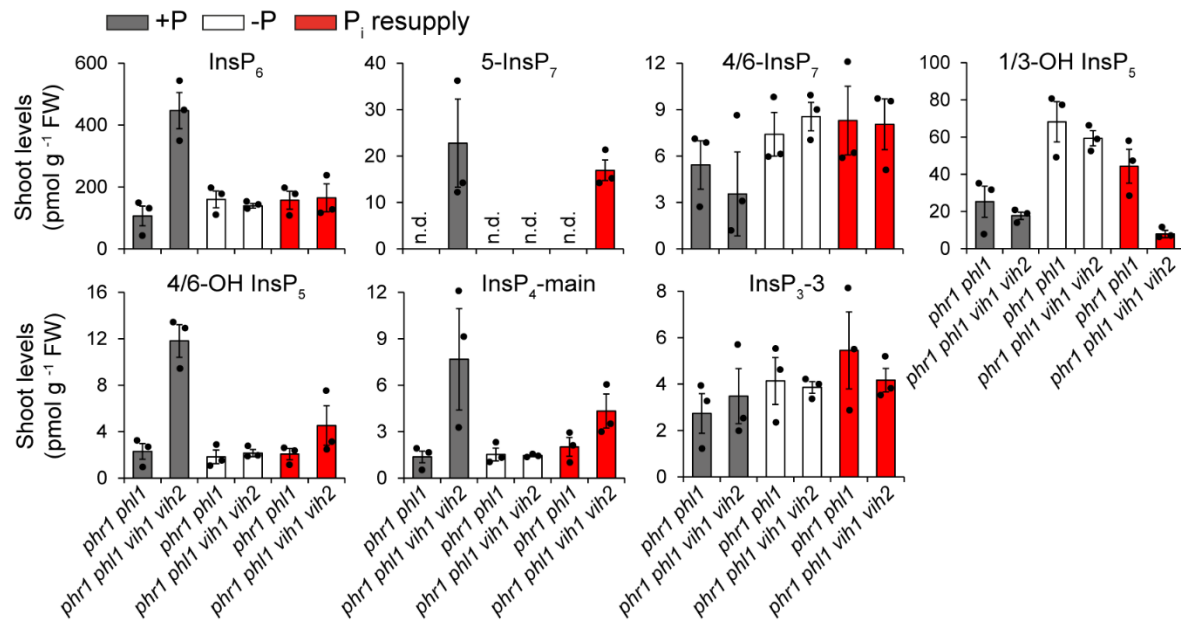 +P -P Pi resupply
InsP6
600
400
200
0
Shoot levels
(pmol g -1 FW)
5-InsP7
40
30
20
10
0
n.d. n.d. n.d. n.d.
4/6-InsP7
12
9
6
3
0
1/3-OH InsP5
100
80
60
40
20
0
phr1 phl1
phr1 phl1 vih1 vih2
phr1 phl1
phr1 phl1 vih1 vih2
phr1 phl1
phr1 phl1 vih1 vih2
4/6-OH InsP5
16
12
8
4
0
Shoot levels
(pmol g -1 FW)
phr1 phl1
phr1 phl1 vih1 vih2
phr1 phl1
phr1 phl1 vih1 vih2
phr1 phl1
phr1 phl1 vih1 vih2
InsP4-main
12
9
6
3
0
phr1 phl1
phr1 phl1 vih1 vih2
phr1 phl1
phr1 phl1 vih1 vih2
phr1 phl1
phr1 phl1 vih1 vih2
InsP3-3
8
6
4
2
0
phr1 phl1
phr1 phl1 vih1 vih2
phr1 phl1
phr1 phl1 vih1 vih2
phr1 phl1
phr1 phl1 vih1 vih2